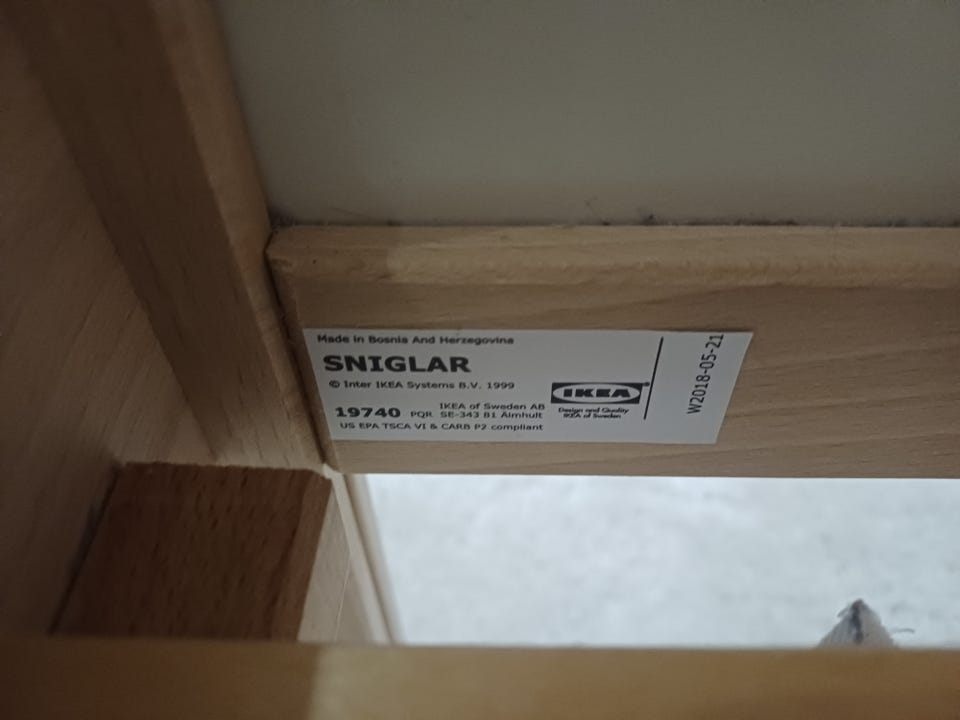 Made in Bosnia And Herzegovina
SNIGLAR
© Inter IKEA Systems B.V. 1999
19740 PQR IKEA of Sweden AB
SE-343 81 Älmhult
US EPA TSCA VI & CARB P2 compliant
IKEA®
Design and Quality
IKEA of Sweden
W2018-05-21